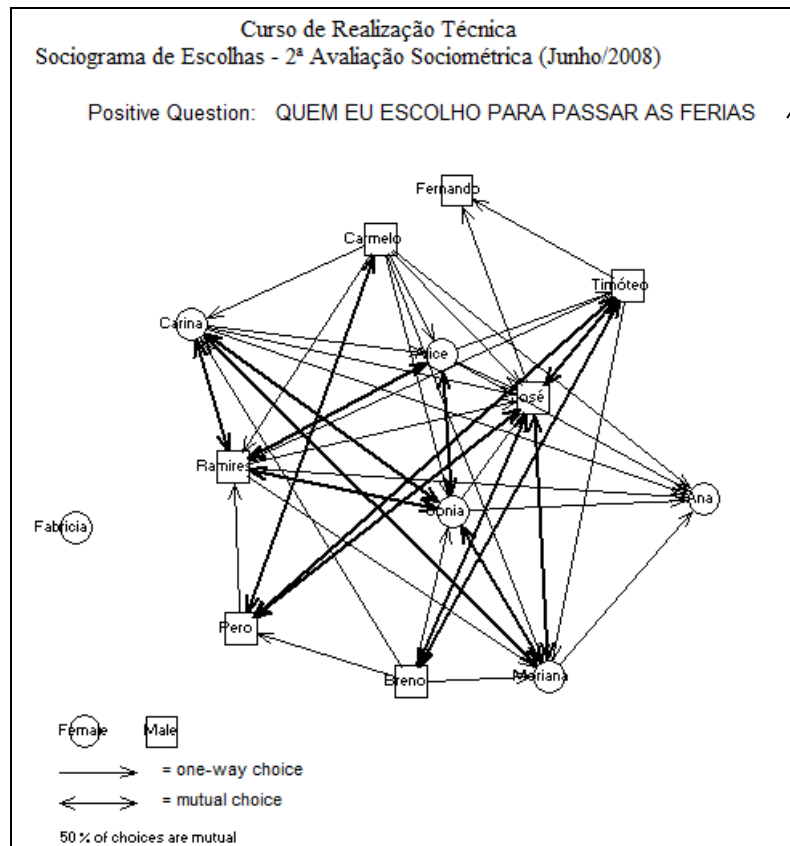 Curso de Realização Técnica
Sociograma de Escolhas - 2ª Avaliação Sociométrica (Junho/2008)
Positive Question: QUEM EU ESCOLHO PARA PASSAR AS FERIAS
Fernando
Carmelo
Timóteo
Carina
Alice
José
Ramires
Ana
Sonia
Fabricia
Pero
Breno
Mariana
Female
Male
= one-way choice
= mutual choice
50 % of choices are mutual